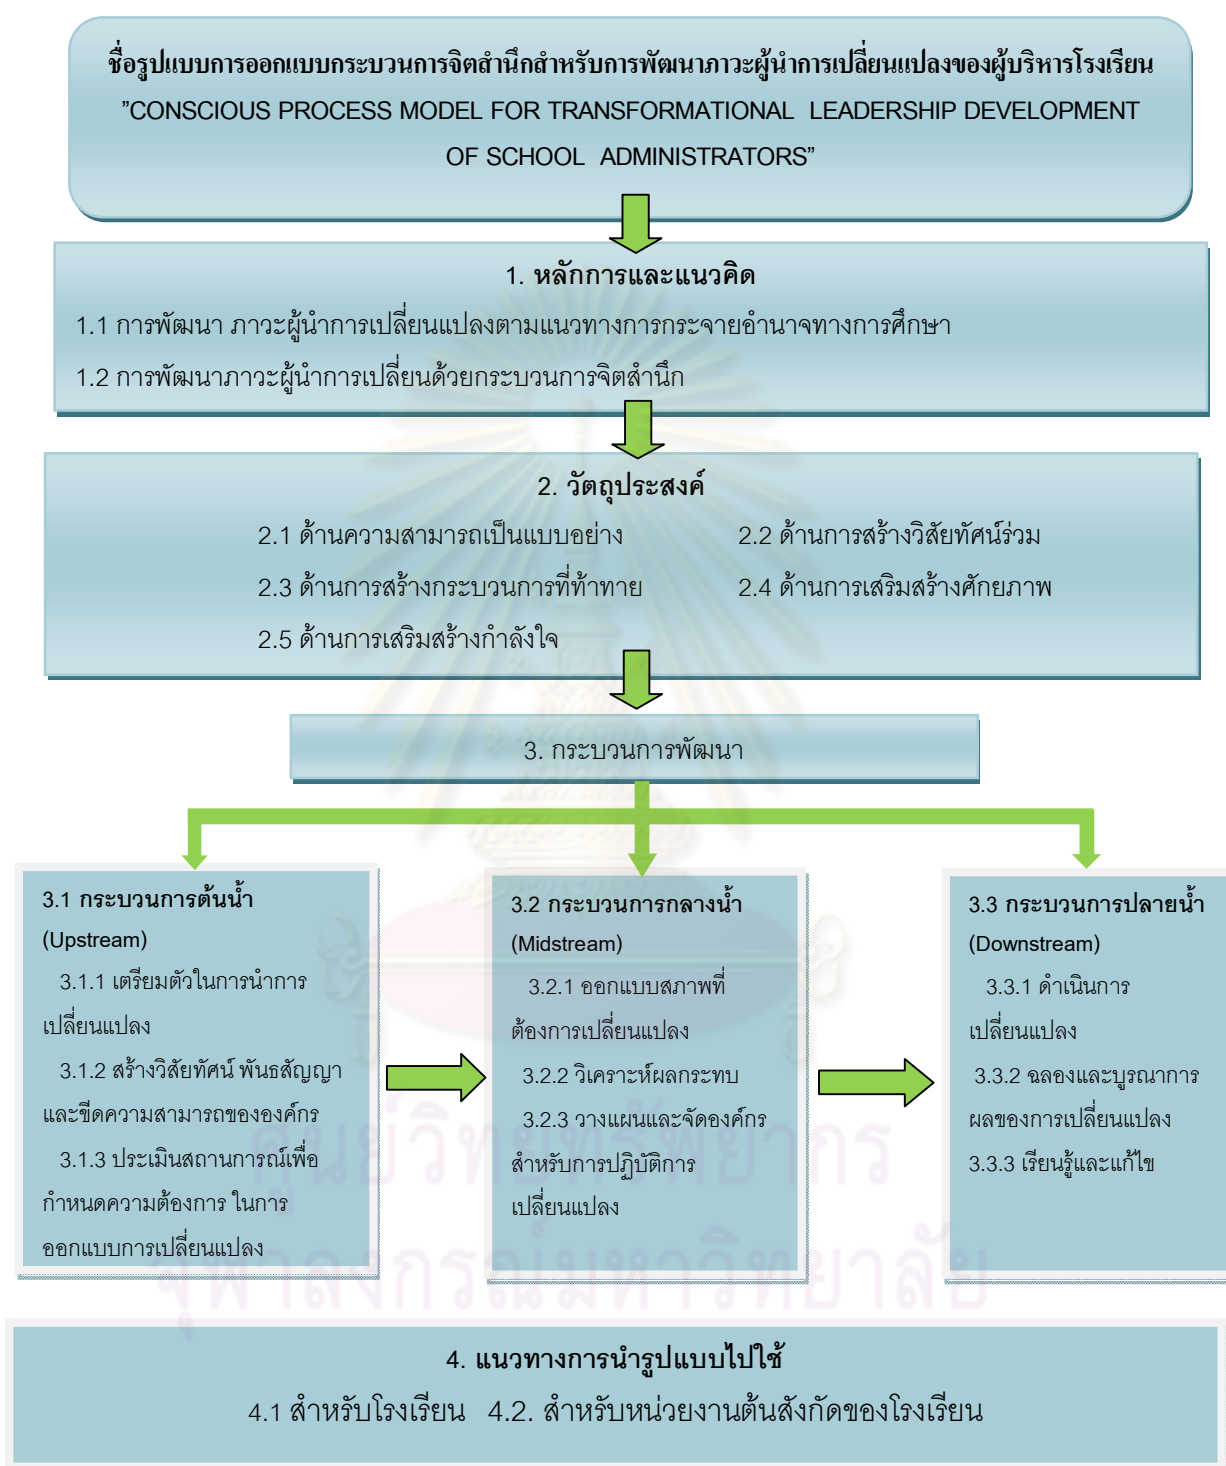 ชื่อรูปแบบการออกแบบกระบวนการจิตสำนึกสำหรับการพัฒนาภาวะผู้นำการเปลี่ยนแปลงของผู้บริหารโรงเรียน
”CONSCIOUS PROCESS MODEL FOR TRANSFORMATIONAL LEADERSHIP DEVELOPMENT
OF SCHOOL ADMINISTRATORS”
1. หลักการและแนวคิด
1.1 การพัฒนา ภาวะผู้นำการเปลี่ยนแปลงตามแนวทางการกระจายอำนาจทางการศึกษา
1.2 การพัฒนาภาวะผู้นำการเปลี่ยนด้วยกระบวนการจิตสำนึก
2. วัตถุประสงค์
2.1 ด้านความสามารถเป็นแบบอย่าง 2.2 ด้านการสร้างวิสัยทัศน์ร่วม
2.3 ด้านการสร้างกระบวนการที่ท้าทาย 2.4 ด้านการเสริมสร้างศักยภาพ
2.5 ด้านการเสริมสร้างกำลังใจ
3. กระบวนการพัฒนา
3.1 กระบวนการต้นน้ำ
(Upstream)
3.1.1 เตรียมตัวในการนำการ
เปลี่ยนแปลง
3.1.2 สร้างวิสัยทัศน์ พันธสัญญา
และขีดความสามารถขององค์กร
3.1.3 ประเมินสถานการณ์เพื่อ
กำหนดความต้องการ ในการ
ออกแบบการเปลี่ยนแปลง
3.2 กระบวนการกลางน้ำ
(Midstream)
3.2.1 ออกแบบสภาพที่
ต้องการเปลี่ยนแปลง
3.2.2 วิเคราะห์ผลกระทบ
3.2.3 วางแผนและจัดองค์กร
สำหรับการปฏิบัติการ
เปลี่ยนแปลง
3.3 กระบวนการปลายน้ำ
(Downstream)
3.3.1 ดำเนินการ
เปลี่ยนแปลง
3.3.2 ฉลองและบูรณาการ
ผลของการเปลี่ยนแปลง
3.3.3 เรียนรู้และแก้ไข
ศูนย์วิทยทรัพยากร
จุฬาลงกรณ์มหาวิทยาลัย
4. แนวทางการนำรูปแบบไปใช้
4.1 สำหรับโรงเรียน 4.2. สำหรับหน่วยงานต้นสังกัดของโรงเรียน